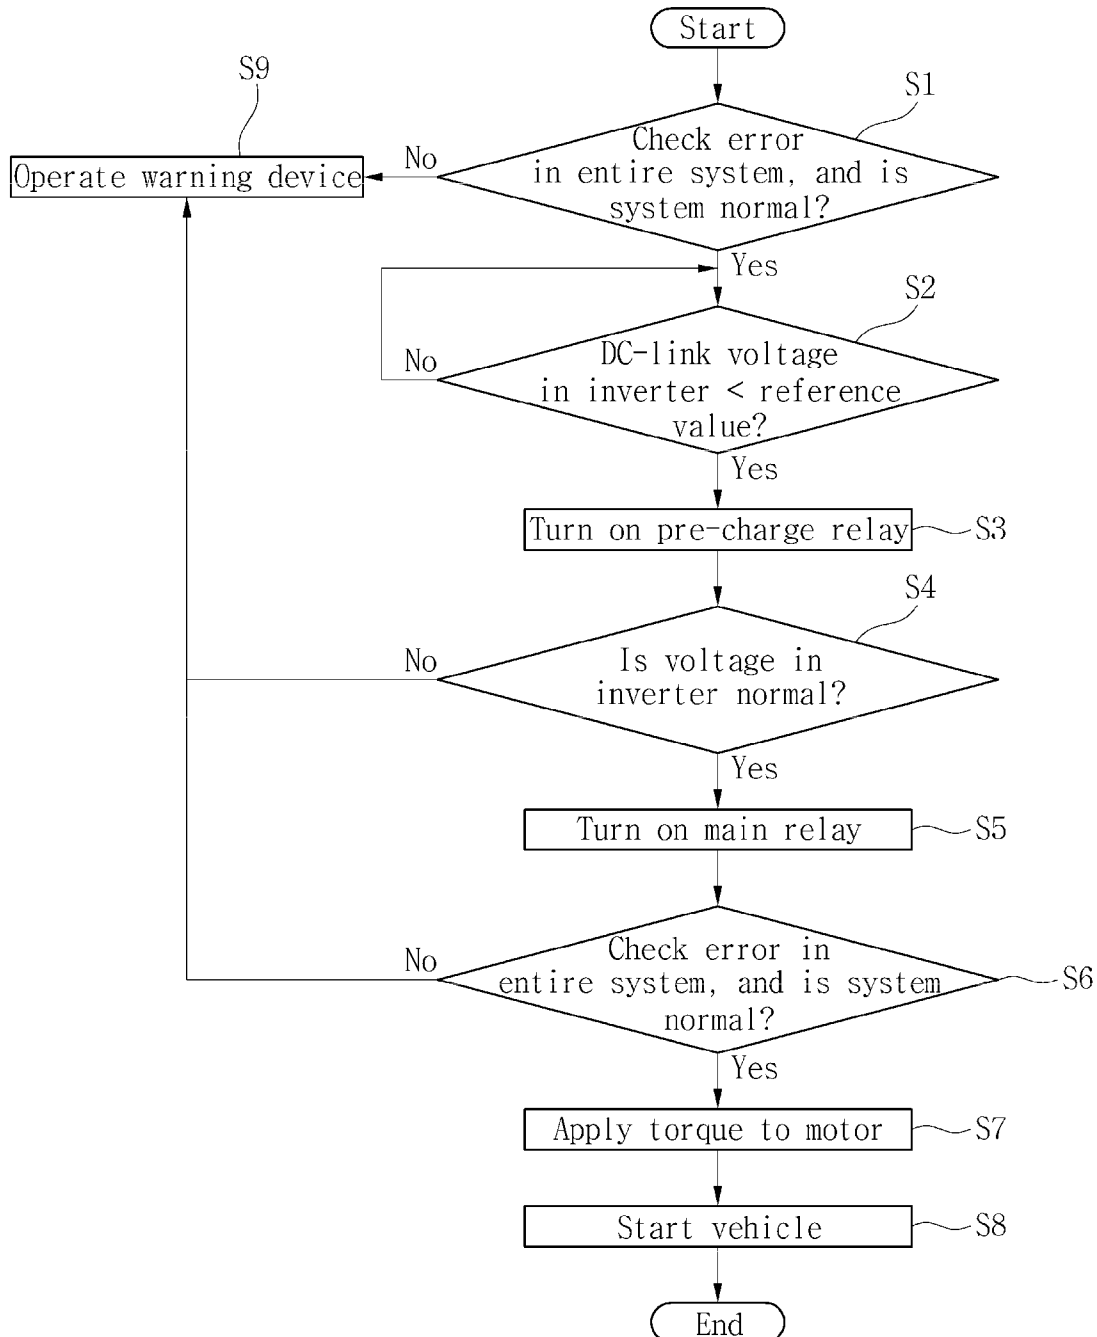 Start
S9
S1
Check error
in entire system, and is
system normal?
No
Operate warning device
Yes
S2
DC-link voltage
in inverter < reference
value?
No
Yes
Turn on pre-charge relay
S3
S4
Is voltage in
inverter normal?
No
Yes
Turn on main relay
S5
Check error in
entire system, and is system
normal?
No
S6
Yes
Apply torque to motor
S7
Start vehicle
S8
End